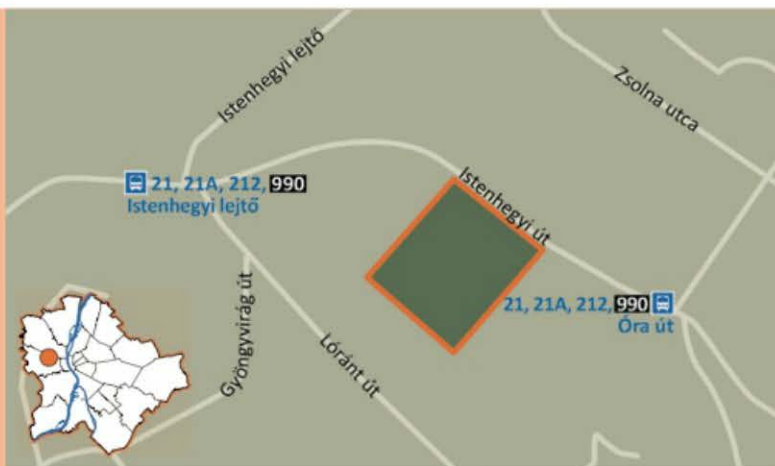 Istenhegyi lejtő
Zsolna utca
21, 21A, 212, 990
Istenhegyi lejtő
Istenhegyi út
21, 21A, 212, 990
Óra út
Gyöngyvirág út
Lóránt út